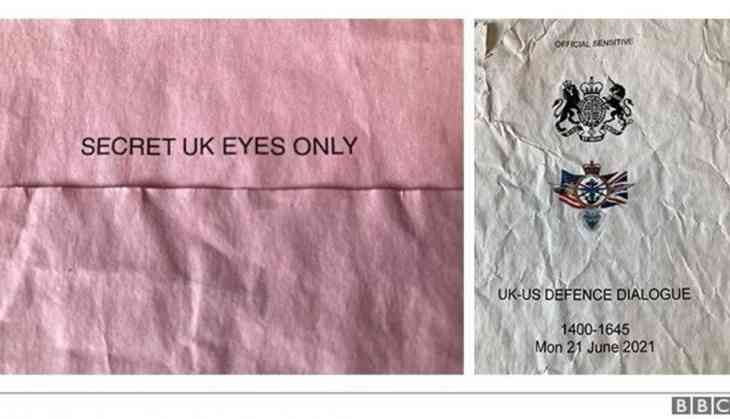 SECRET UK EYES ONLY
OFFICIAL SENSITIVE
UK-US DEFENCE DIALOGUE
1400-1645
Mon 21 June 2021
BBC